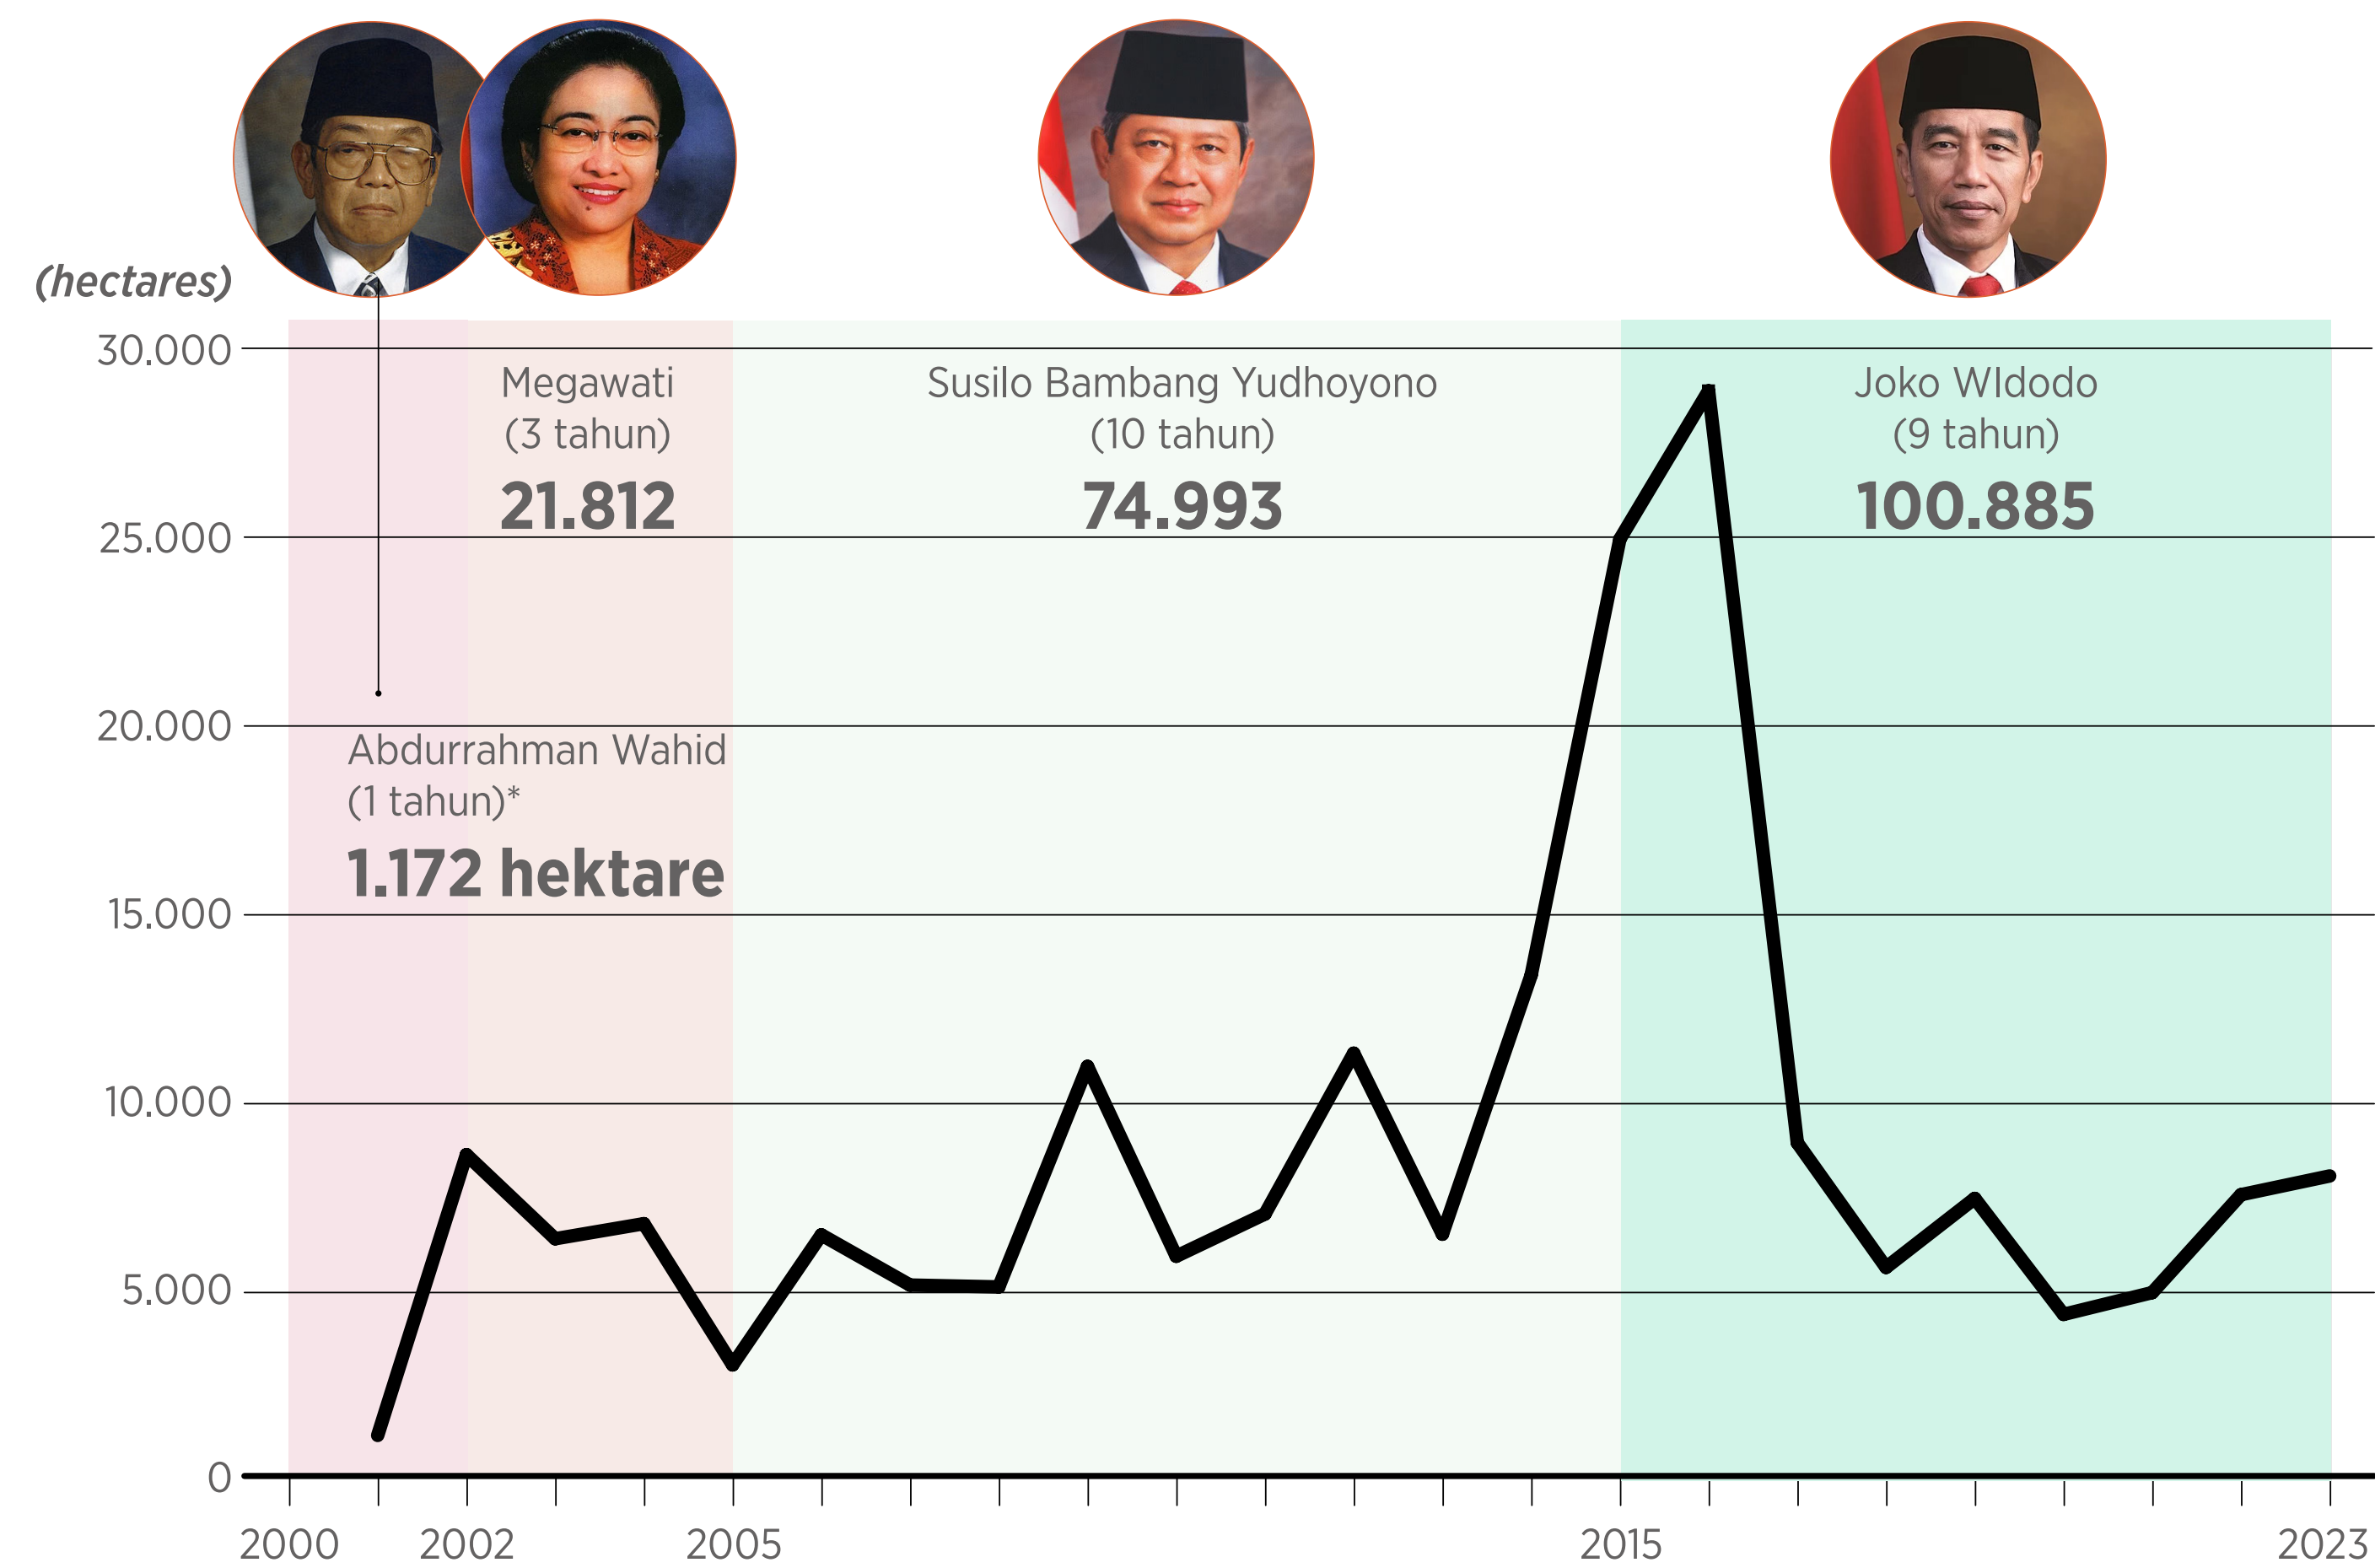 (hectares)
30.000
25.000
20.000
15.000
10.000
5.000
0
Megawati
(3 tahun)
21.812
Susilo Bambang Yudhoyono
(10 tahun)
74.993
Joko WIdodo
(9 tahun)
100.885
Abdurrahman Wahid
(1 tahun)*
1.172 hektare
2000 2002 2005 2015 2023